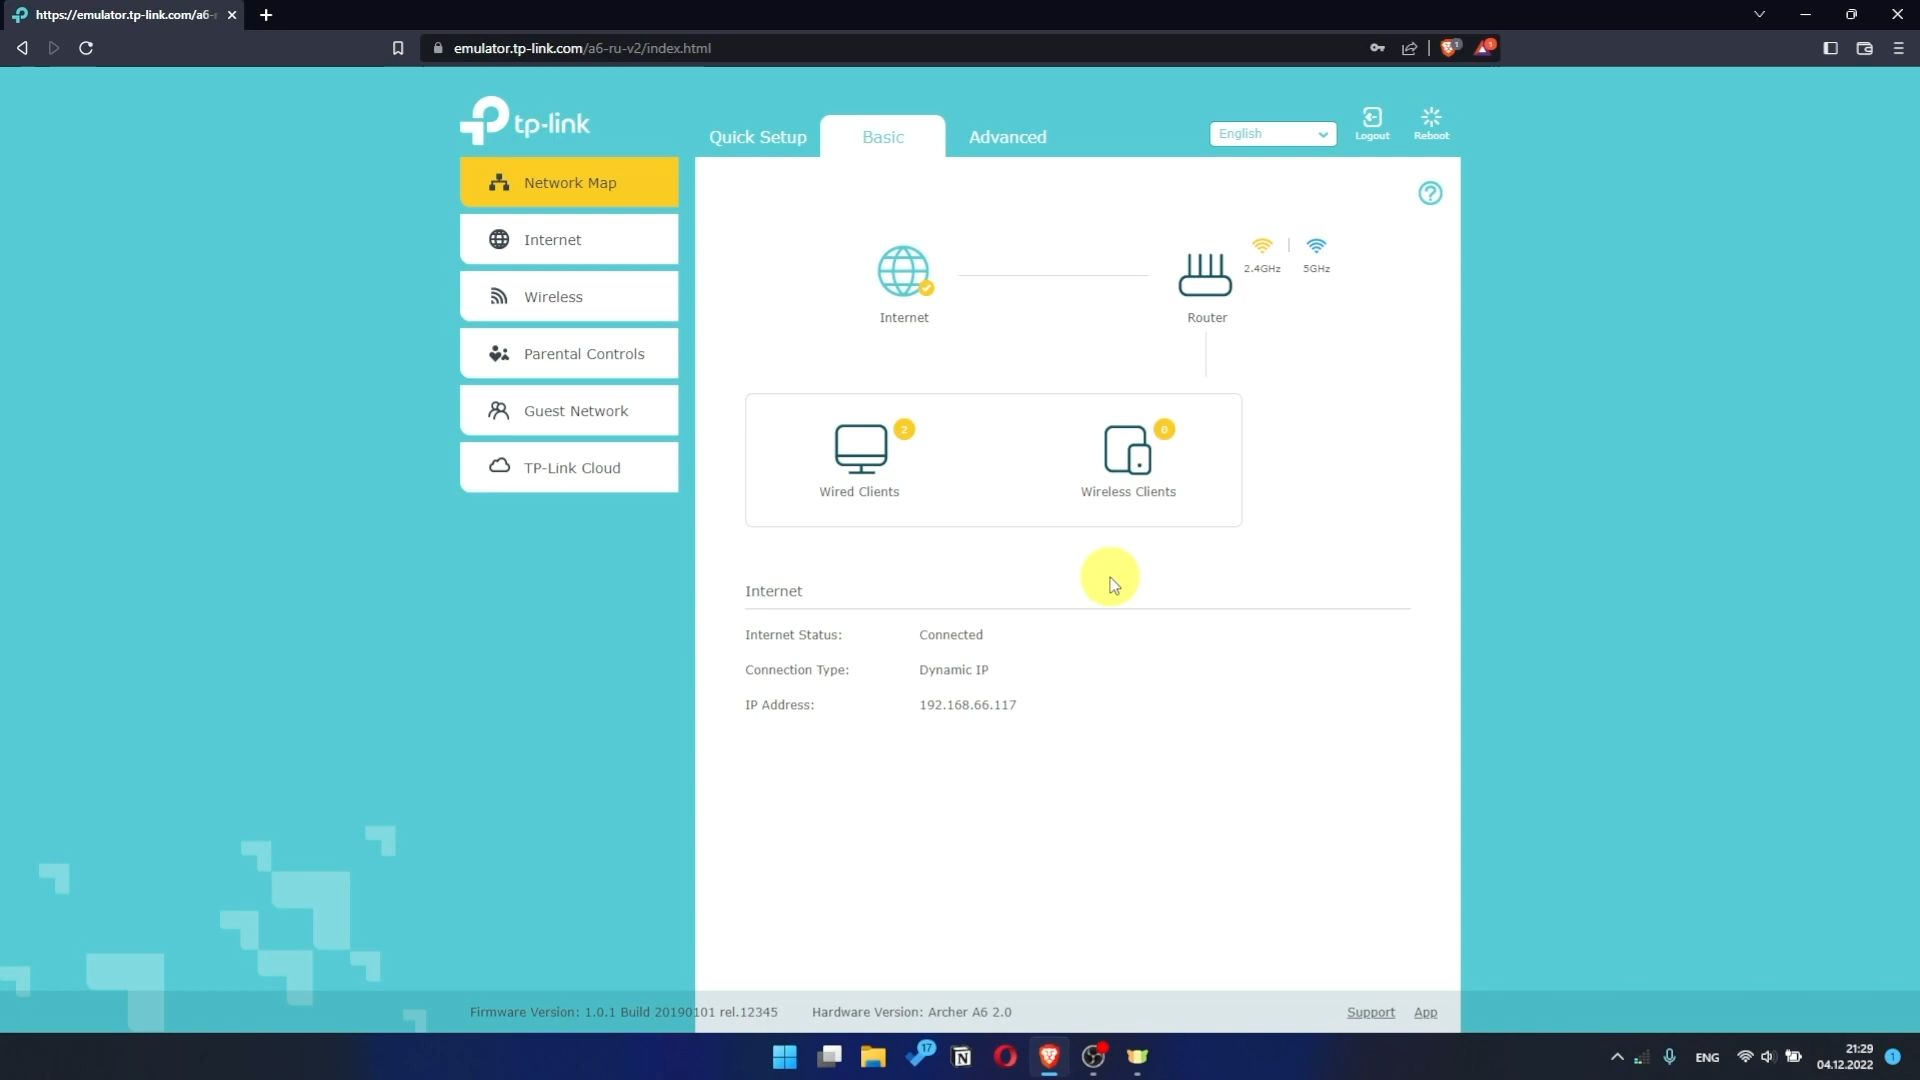 https://emulator.tp-link.com/a6-
emulator.tp-link.com/a6-ru-v2/index.html
1
1
tp-link
Quick Setup
Basic
Advanced
English
Logout
Reboot
Network Map
Internet
Wireless
Parental Controls
Guest Network
TP-Link Cloud
?
2.4GHz
5GHz
Internet
Router
2
0
Wired Clients
Wireless Clients
Internet
Internet Status: Connected
Connection Type: Dynamic IP
IP Address: 192.168.66.117
Firmware Version: 1.0.1 Build 20190101 rel.12345 Hardware Version: Archer A6 2.0
Support
App
17
N
ENG
21:29
04.12.2022
1